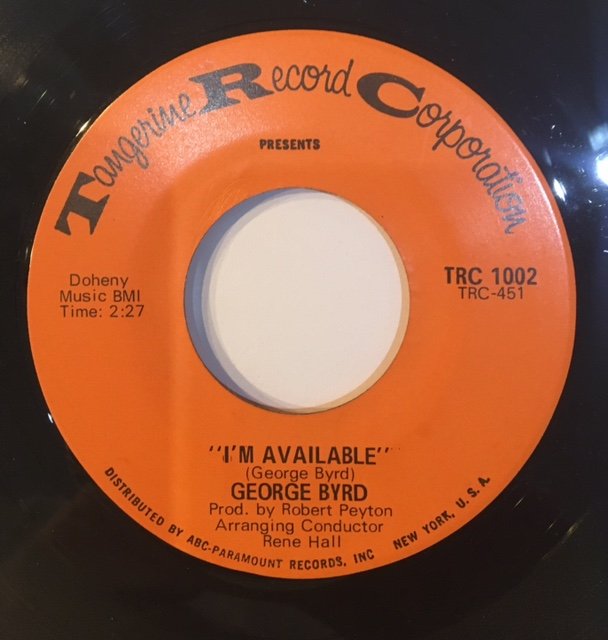 Tangerine Record Corporation
PRESENTS
Doheny
Music BMI
Time: 2:27
TRC 1002
TRC-451
"I'M AVAILABLE"
(George Byrd)
GEORGE BYRD
Prod. by Robert Peyton
Arranging Conductor
Rene Hall
DISTRIBUTED BY ABC-PARAMOUNT RECORDS, INC NEW YORK, U. S. A.